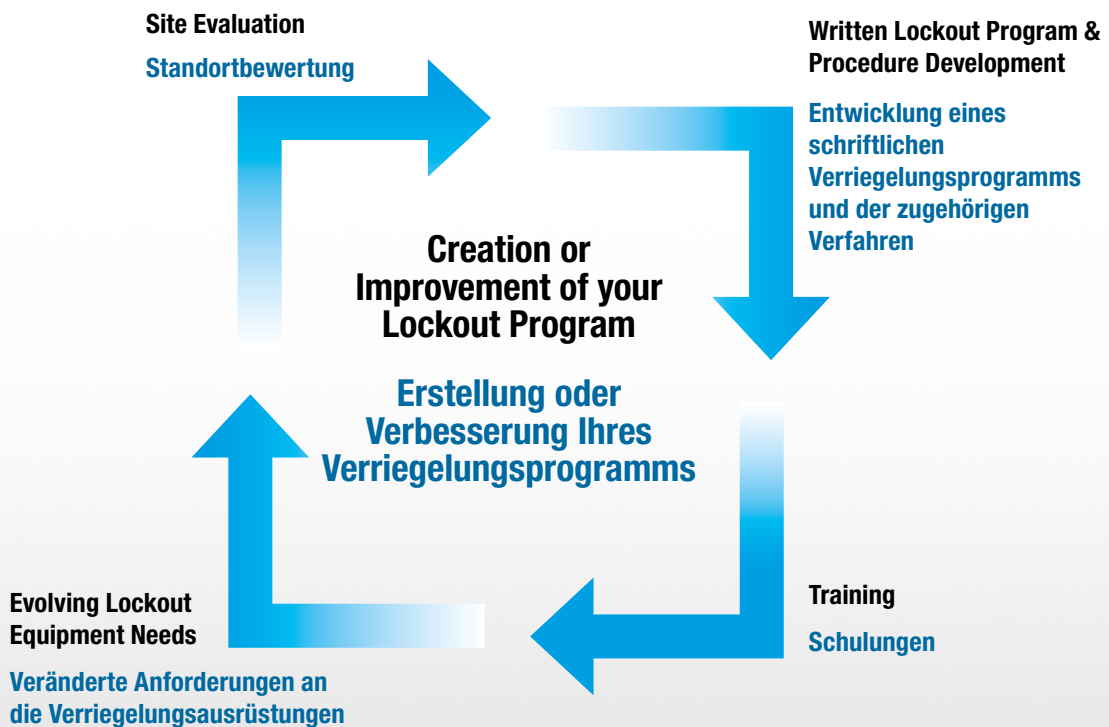 Site Evaluation
Standortbewertung
Written Lockout Program &
Procedure Development
Entwicklung eines
schriftlichen
Verriegelungsprogramms
und der zugehörigen
Verfahren
Creation or
Improvement of your
Lockout Program
Erstellung oder
Verbesserung Ihres
Verriegelungsprogramms
Training
Schulungen
Evolving Lockout
Equipment Needs
Veränderte Anforderungen an
die Verriegelungsausrüstungen